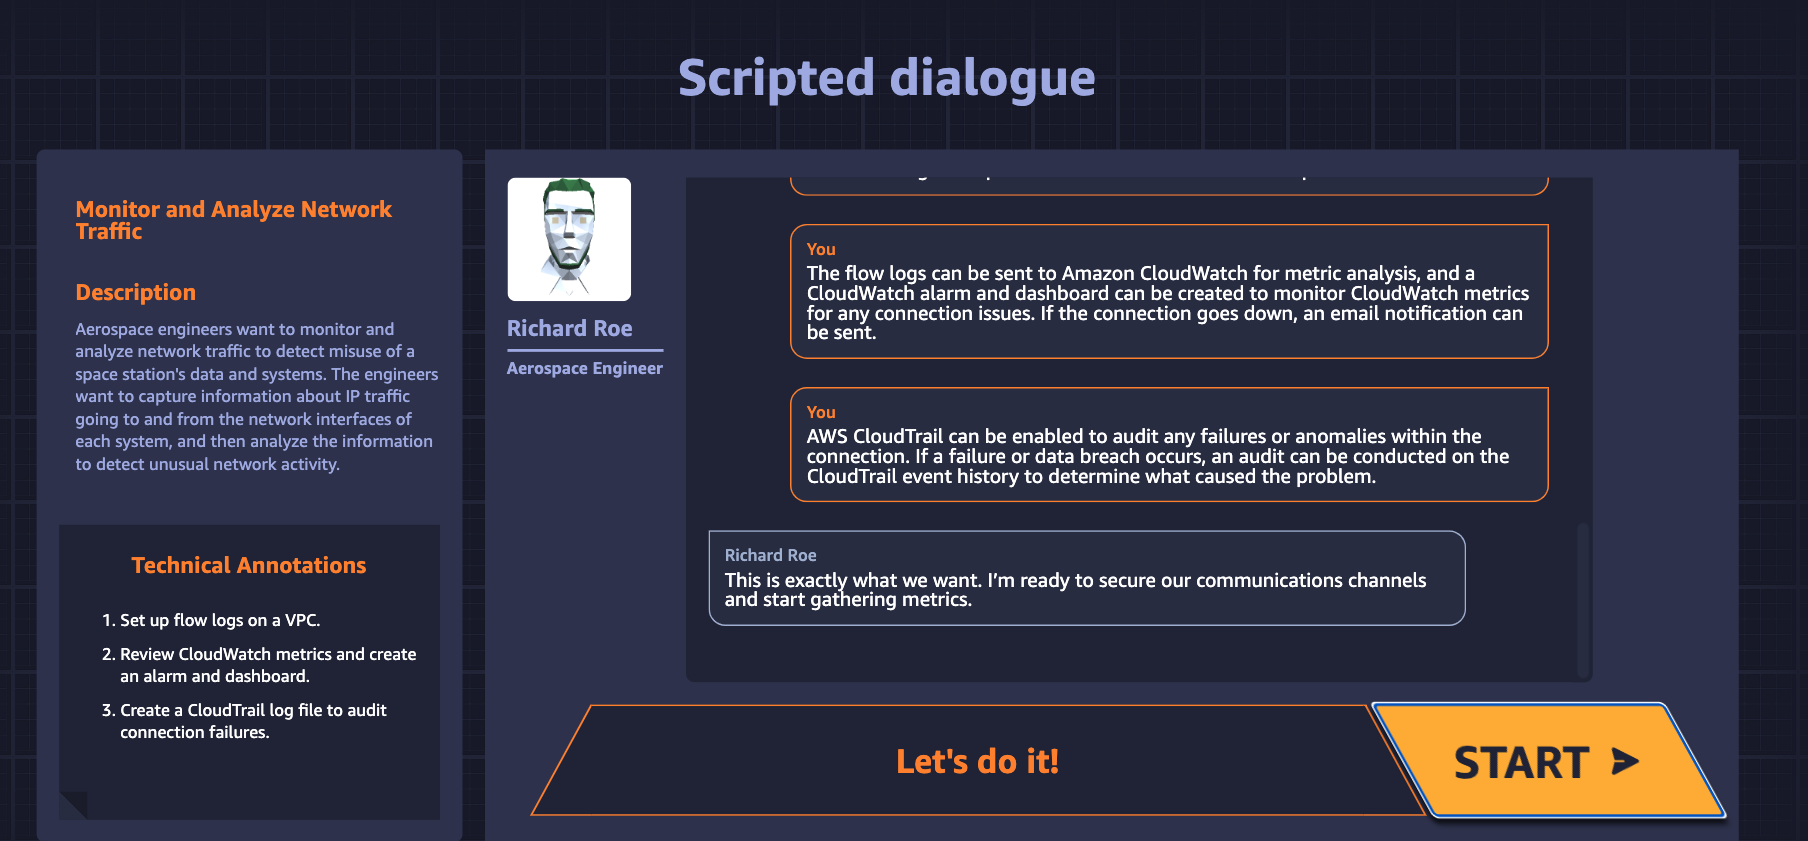 Scripted dialogue
Monitor and Analyze Network
Traffic
Description
Aerospace engineers want to monitor and
analyze network traffic to detect misuse of a
space station's data and systems. The engineers
want to capture information about IP traffic
going to and from the network interfaces of
each system, and then analyze the information
to detect unusual network activity.
Technical Annotations
1. Set up flow logs on a VPC.
2. Review CloudWatch metrics and create
an alarm and dashboard.
3. Create a CloudTrail log file to audit
connection failures.
Richard Roe
Aerospace Engineer
You
The flow logs can be sent to Amazon CloudWatch for metric analysis, and a
CloudWatch alarm and dashboard can be created to monitor CloudWatch metrics
for any connection issues. If the connection goes down, an email notification can
be sent.
You
AWS CloudTrail can be enabled to audit any failures or anomalies within the
connection. If a failure or data breach occurs, an audit can be conducted on the
CloudTrail event history to determine what caused the problem.
Richard Roe
This is exactly what we want. I’m ready to secure our communications channels
and start gathering metrics.
Let's do it!
START